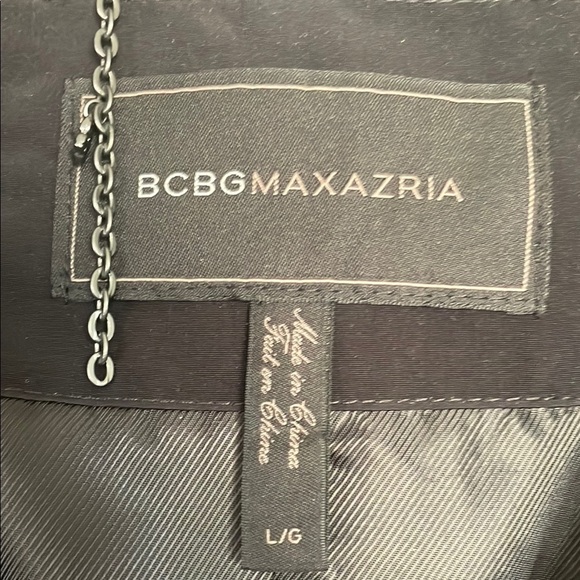 BCBGMAXAZRIA
Made in China
Fait en Chine
L/G